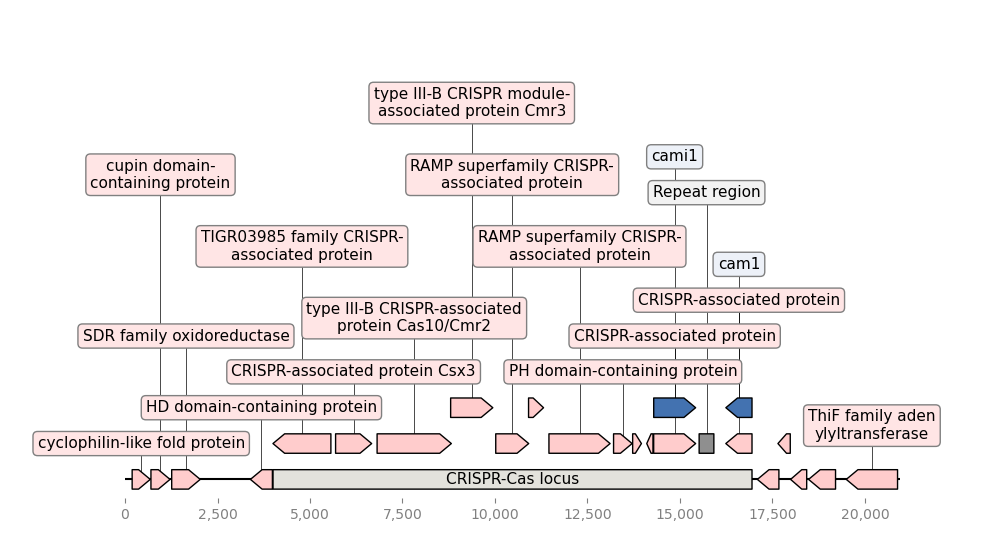 type III-B CRISPR module-
associated protein Cmr3
cami1
cupin domain-
containing protein
RAMP superfamily CRISPR-
associated protein
Repeat region
TIGR03985 family CRISPR-
associated protein
RAMP superfamily CRISPR-
associated protein
cam1
CRISPR-associated protein
type III-B CRISPR-associated
protein Cas10/Cmr2
SDR family oxidoreductase
CRISPR-associated protein
CRISPR-associated protein Csx3
PH domain-containing protein
HD domain-containing protein
ThiF family aden
ylyltransferase
cyclophilin-like fold protein
CRISPR-Cas locus
0 2,500 5,000 7,500 10,000 12,500 15,000 17,500 20,000